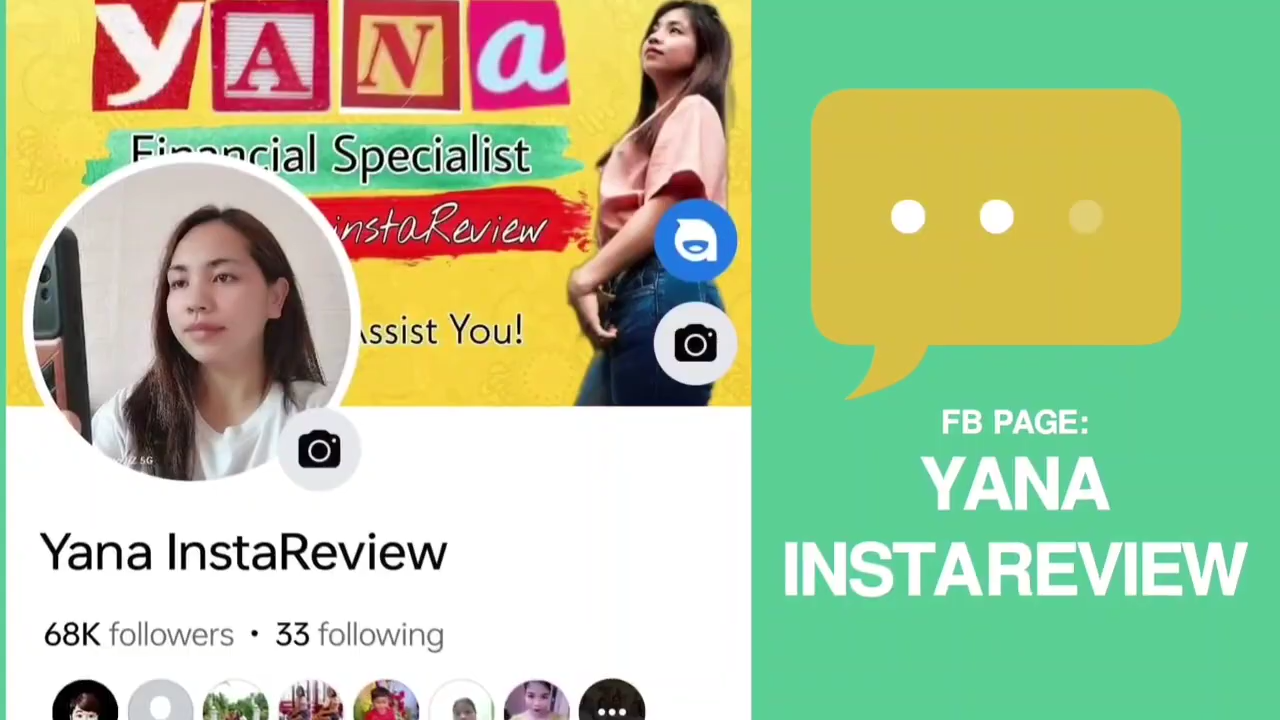 yANa
Financial Specialist
instaReview
Assist You!
Yana InstaReview
68K followers • 33 following
FB PAGE:
YANA
INSTAREVIEW